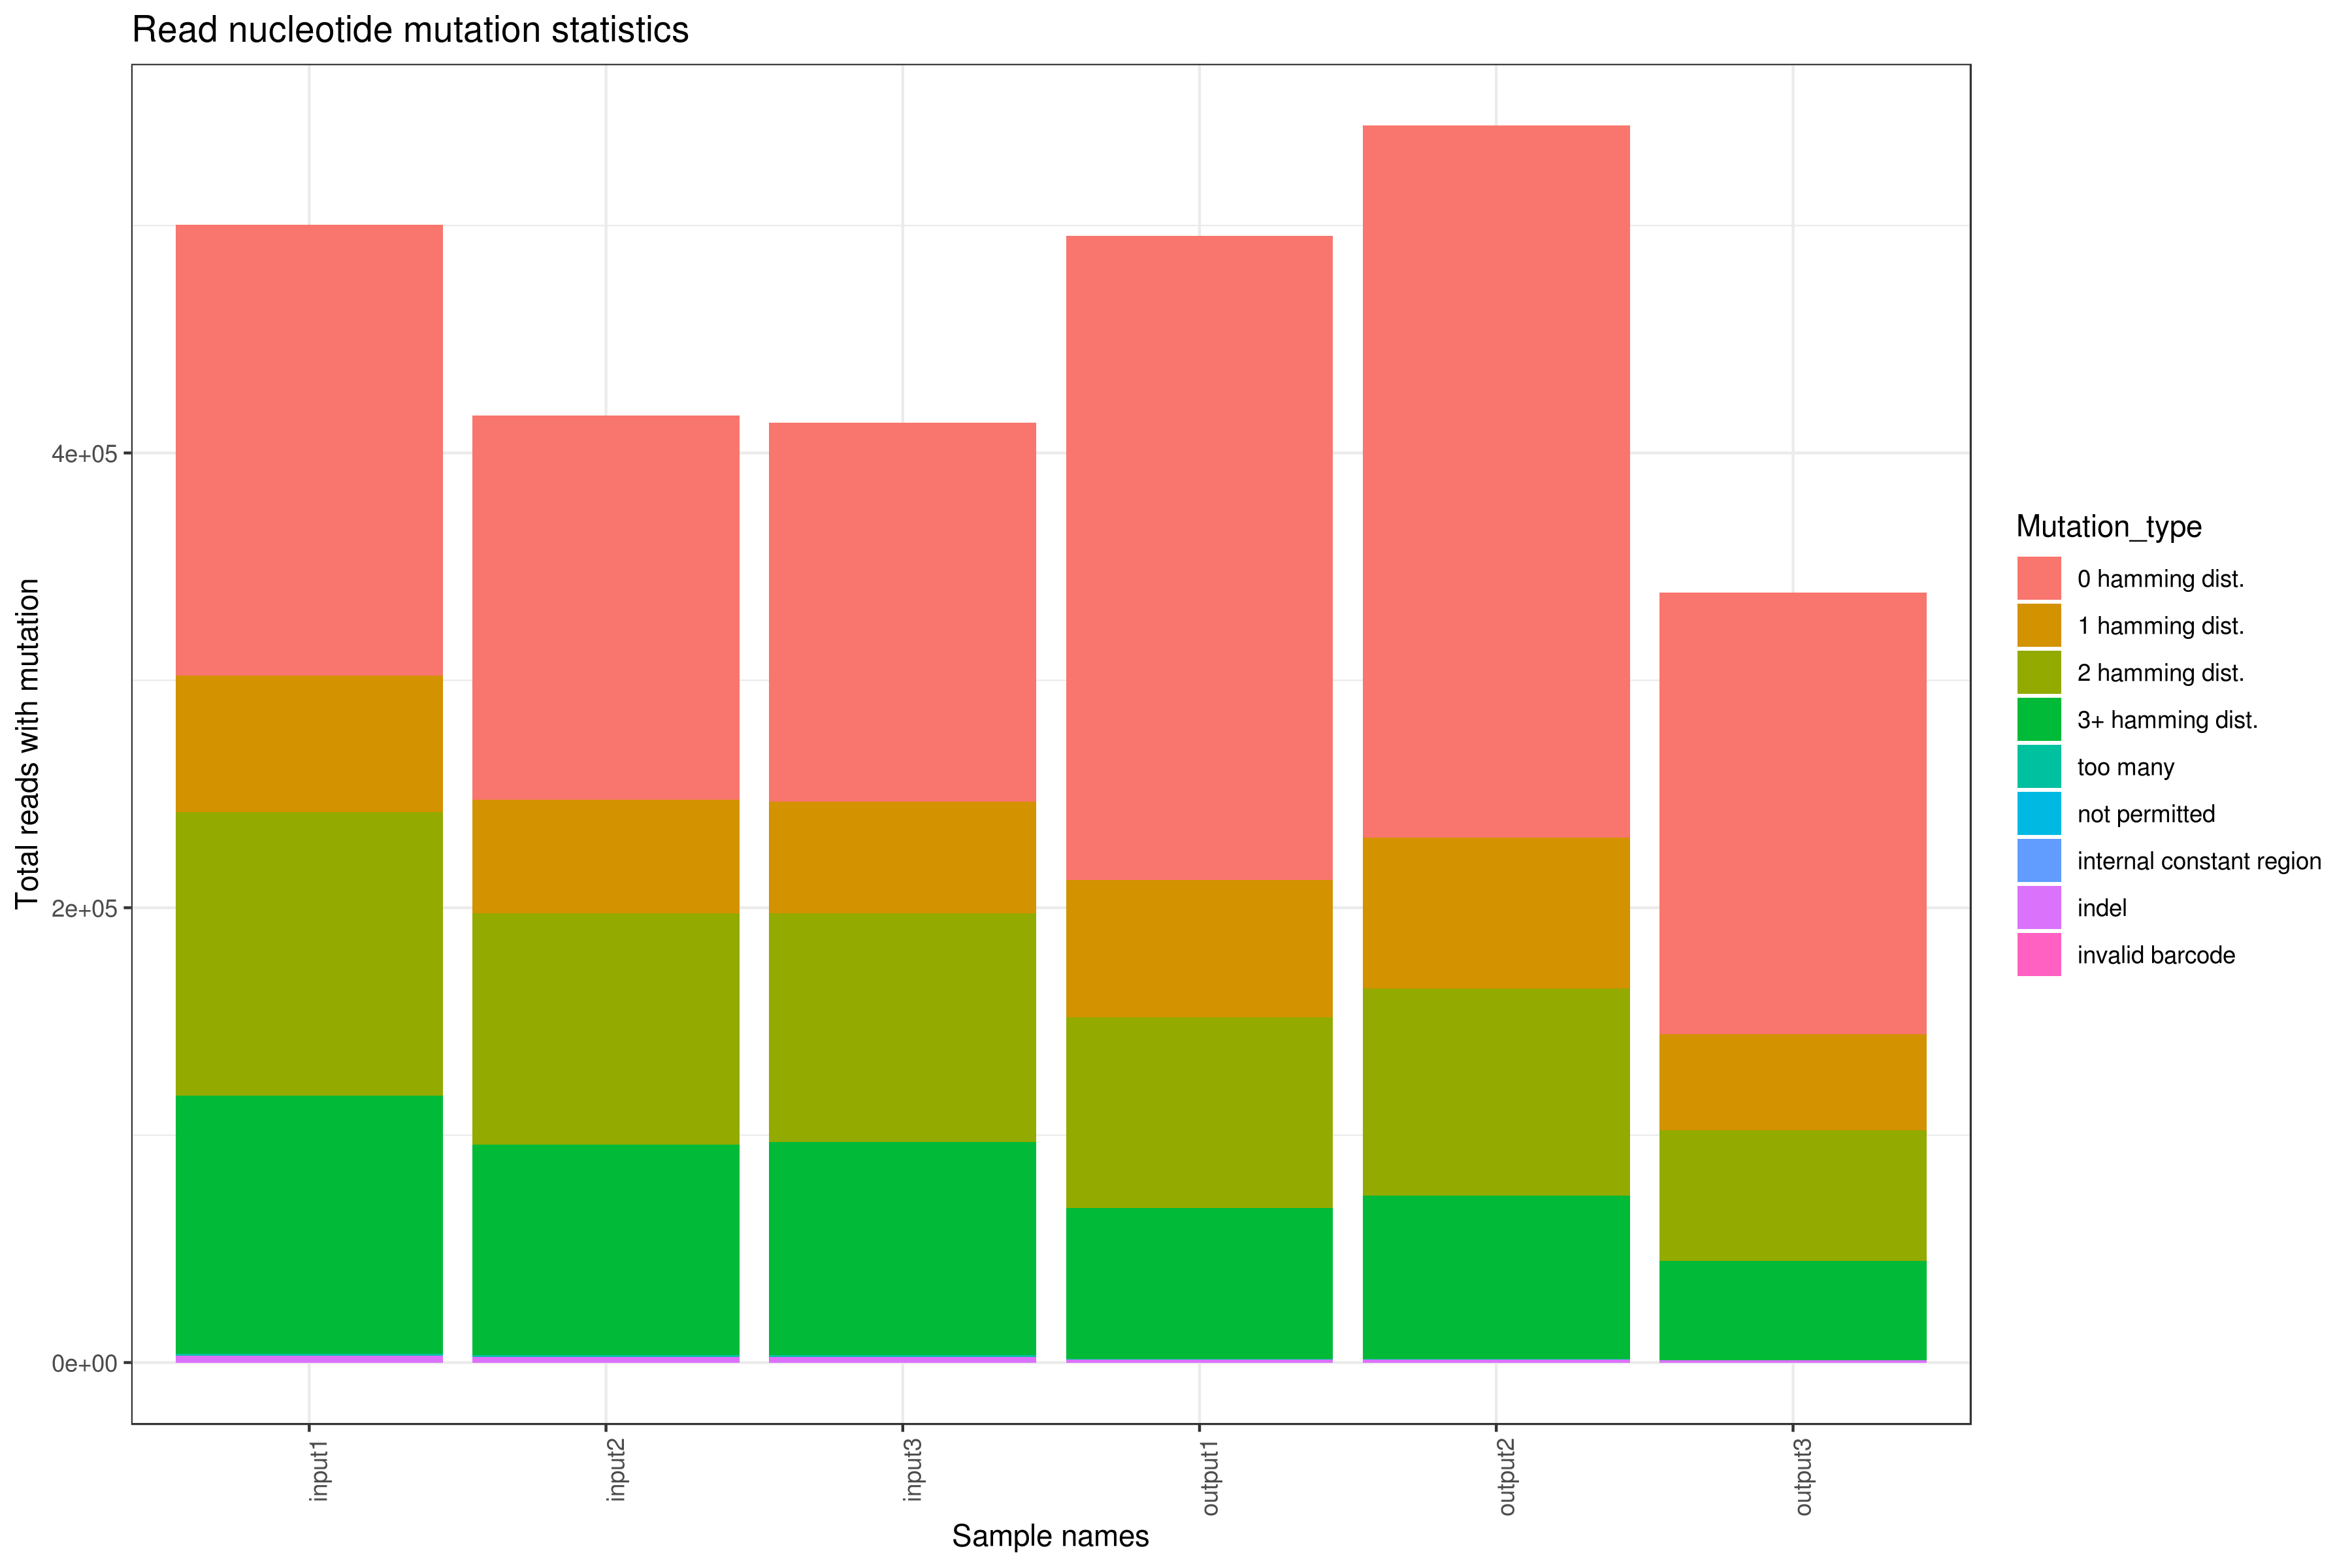 Read nucleotide mutation statistics
Total reads with mutation
4e+05
2e+05
0e+00
input1
input2
input3
output1
output2
output3
Sample names
Mutation_type
0 hamming dist.
1 hamming dist.
2 hamming dist.
3+ hamming dist.
too many
not permitted
internal constant region
indel
invalid barcode